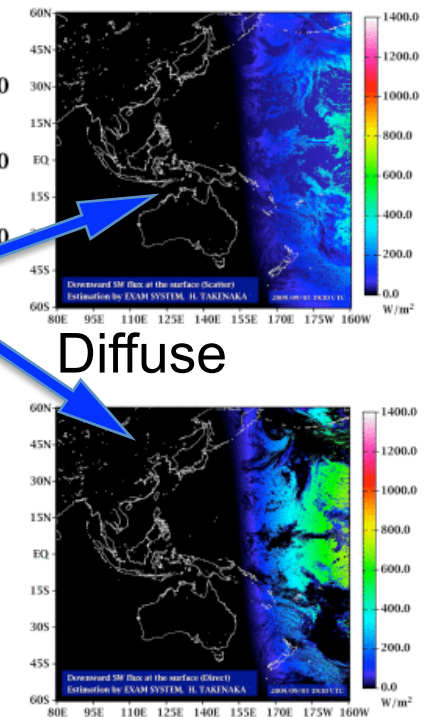 60N
45N
30N
15N
EQ
15S
45S
60S
80E 95E 110E 125E 140E 155E 170E 175W 160W
1400.0
1200.0
1000.0
800.0
600.0
400.0
200.0
0.0
W/m²
Downward SW flux at the surface (Scatter)
Estimation by EXAM SYSTEM, H. TAKENAKA
Diffuse
60N
45N
30N
15N
EQ
15S
30S
45S
60S
80E 95E 110E 125E 140E 155E 170E 175W 160W
1400.0
1200.0
1000.0
800.0
600.0
400.0
200.0
0.0
W/m²
Downward SW flux at the surface (Direct)
Estimation by EXAM SYSTEM, H. TAKENAKA